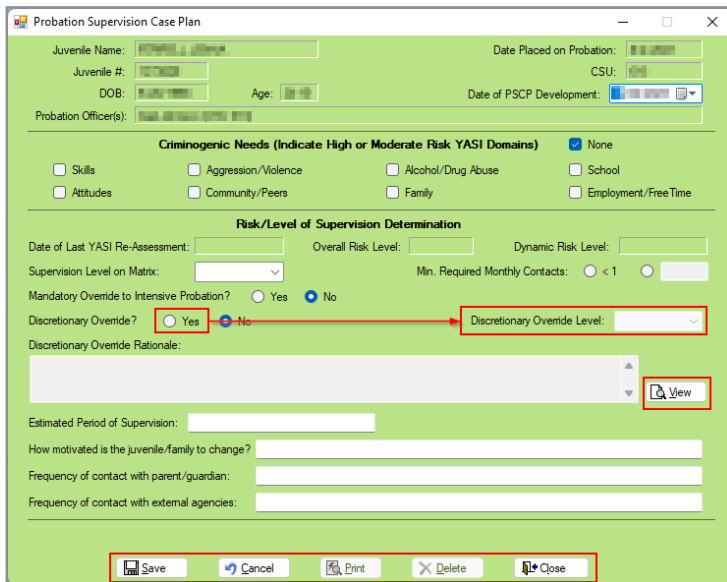 Probation Supervision Case Plan
Juvenile Name: Date Placed on Probation:
Juvenile #: CSU:
DOB: Age: Date of PSCP Development:
Probation Officer(s):
Criminogenic Needs (Indicate High or Moderate Risk YASI Domains) None
Skills Aggression/Violence Alcohol/Drug Abuse School
Attitudes Community/Peers Family Employment/FreeTime
Risk/Level of Supervision Determination
Date of Last YASI Re-Assessment: Overall Risk Level: Dynamic Risk Level:
Supervision Level on Matrix: Min. Required Monthly Contacts: < 1
Mandatory Override to Intensive Probation? Yes No
Discretionary Override? Yes No Discretionary Override Level:
Discretionary Override Rationale:
View
Estimated Period of Supervision:
How motivated is the juvenile/family to change?
Frequency of contact with parent/guardian:
Frequency of contact with external agencies:
Save Cancel Print Delete Close